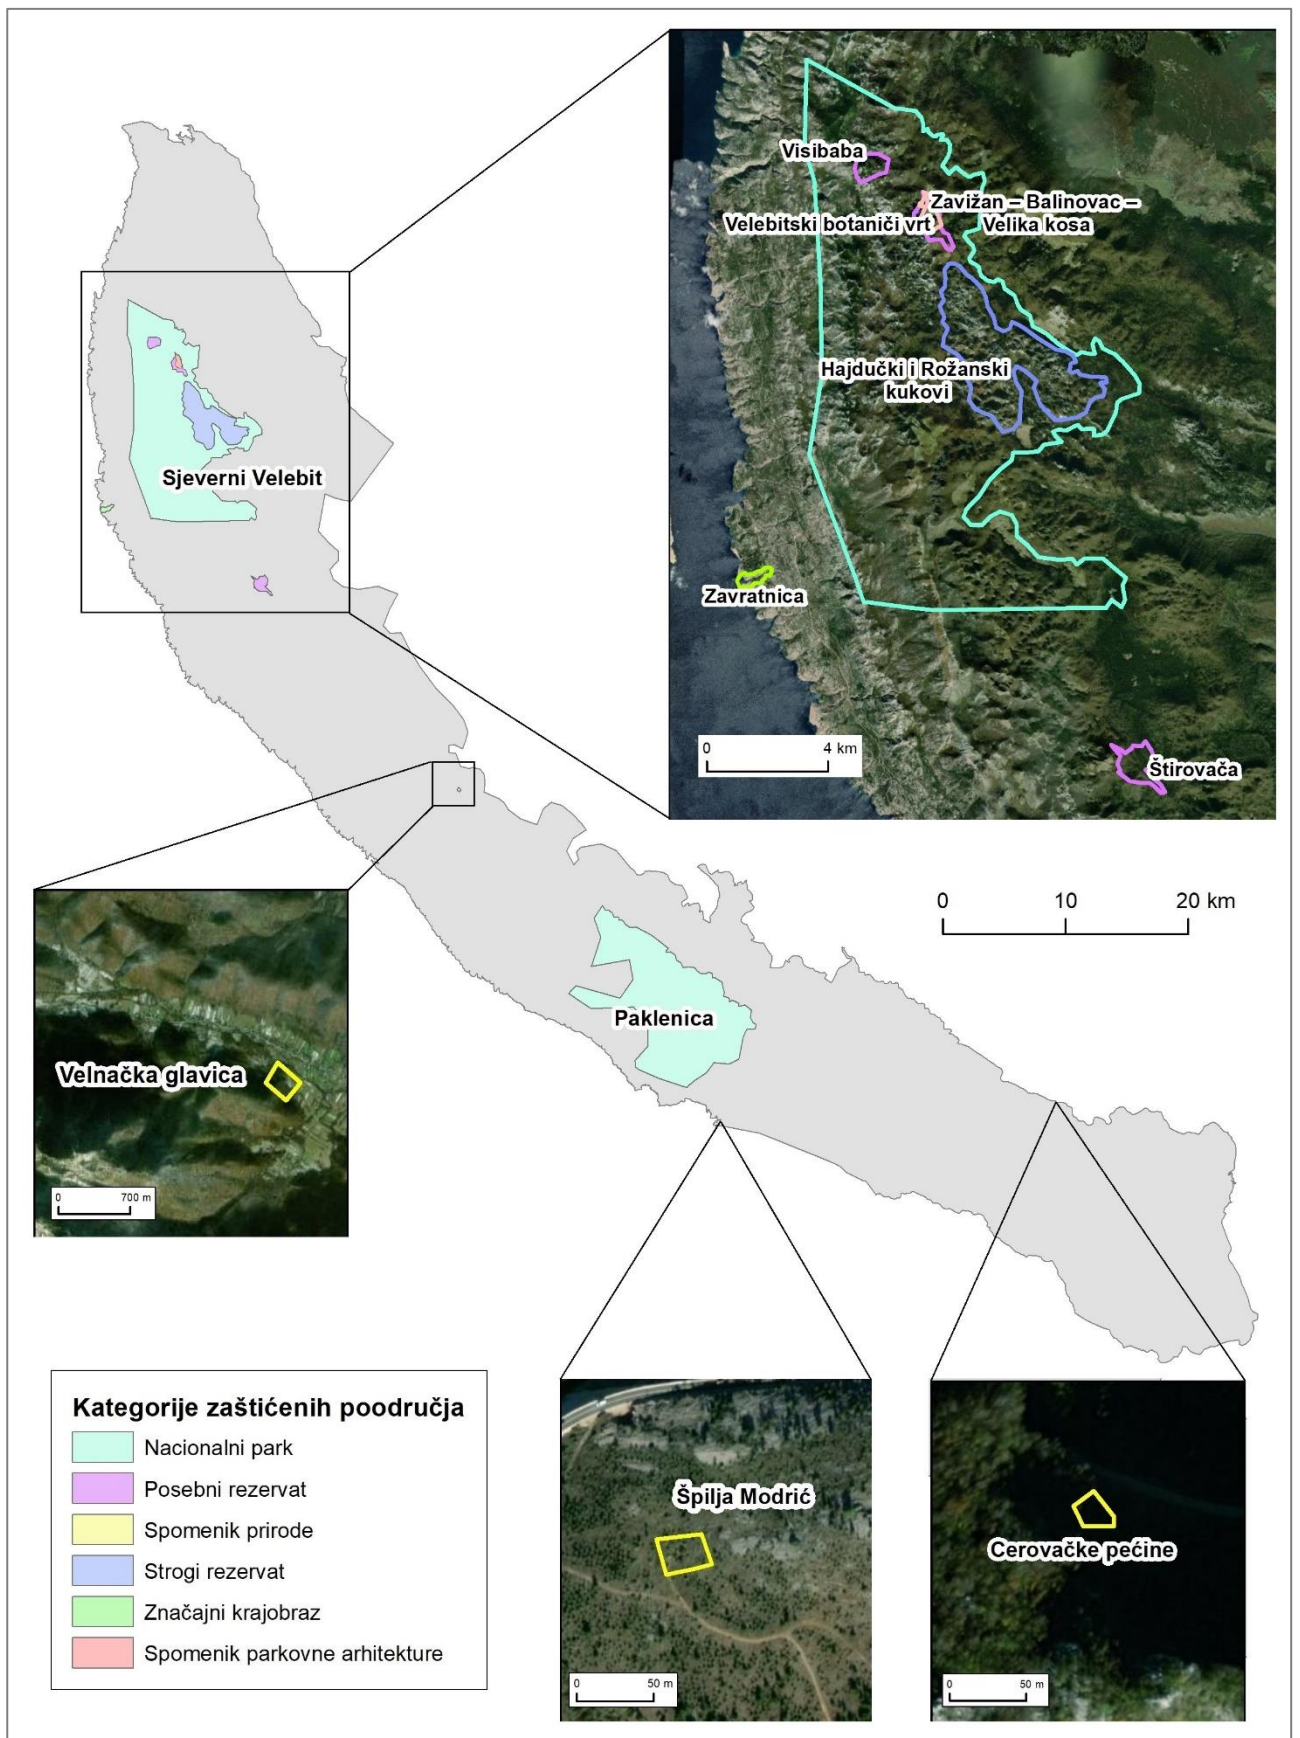 Visibaba
Zavižan – Balinovac –
Velika kosa
Velebitski botaniči vrt
Hajdučki i Rožanski
kukovi
Zavratnica
0 4 km
Štirovača
Sjeverni Velebit
0 10 20 km
Paklenica
Velnačka glavica
0 700 m
Kategorije zaštićenih poodručja
Nacionalni park
Posebni rezervat
Spomenik prirode
Strogi rezervat
Značajni krajobraz
Spomenik parkovne arhitekture
Špilja Modrić
0 50 m
Cerovačke pećine
0 50 m